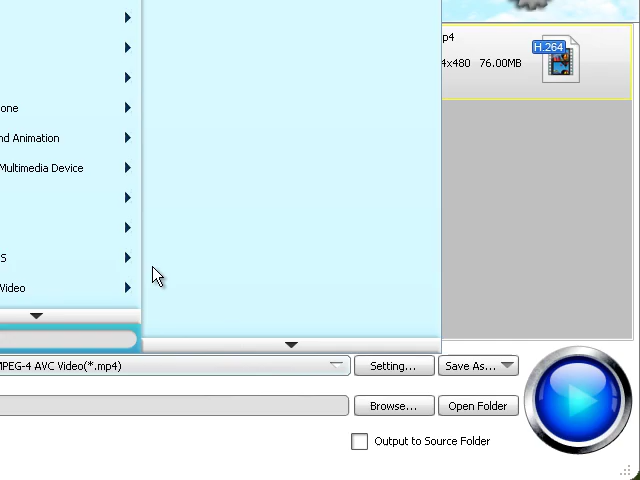 p4
H.264
4x480 76.00MB
one
nd Animation
Multimedia Device
S
Video
MPEG-4 AVC Video(*.mp4)
Setting...
Save As...
Browse...
Open Folder
Output to Source Folder